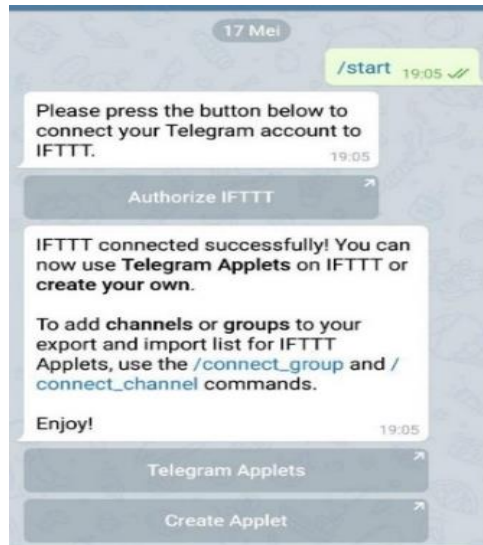 17 Mei
/start 19:05
Please press the button below to
connect your Telegram account to
IFTTT.
19:05
Authorize IFTTT
IFTTT connected successfully! You can
now use Telegram Applets on IFTTT or
create your own.
To add channels or groups to your
export and import list for IFTTT
Applets, use the /connect_group and /
connect_channel commands.
Enjoy!
19:05
Telegram Applets
Create Applet